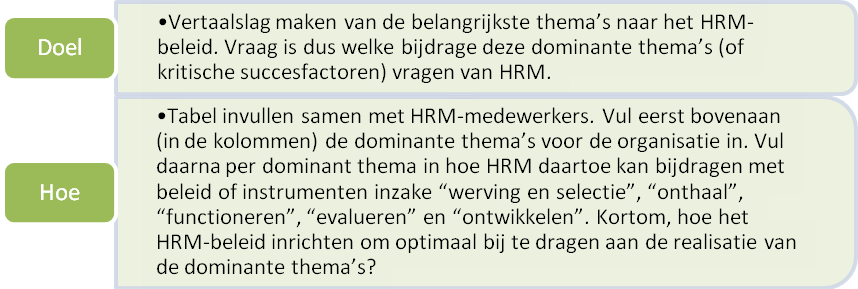 Doel
•Vertaalslag maken van de belangrijkste thema’s naar het HRM-
beleid. Vraag is dus welke bijdrage deze dominante thema’s (of
kritische succesfactoren) vragen van HRM.
Hoe
•Tabel invullen samen met HRM-medewerkers. Vul eerst bovenaan
(in de kolommen) de dominante thema’s voor de organisatie in. Vul
daarna per dominant thema in hoe HRM daartoe kan bijdragen met
beleid of instrumenten inzake “werving en selectie”, “onthaal”,
“functioneren”, “evalueren” en “ontwikkelen”. Kortom, hoe het
HRM-beleid inrichten om optimaal bij te dragen aan de realisatie van
de dominante thema’s?